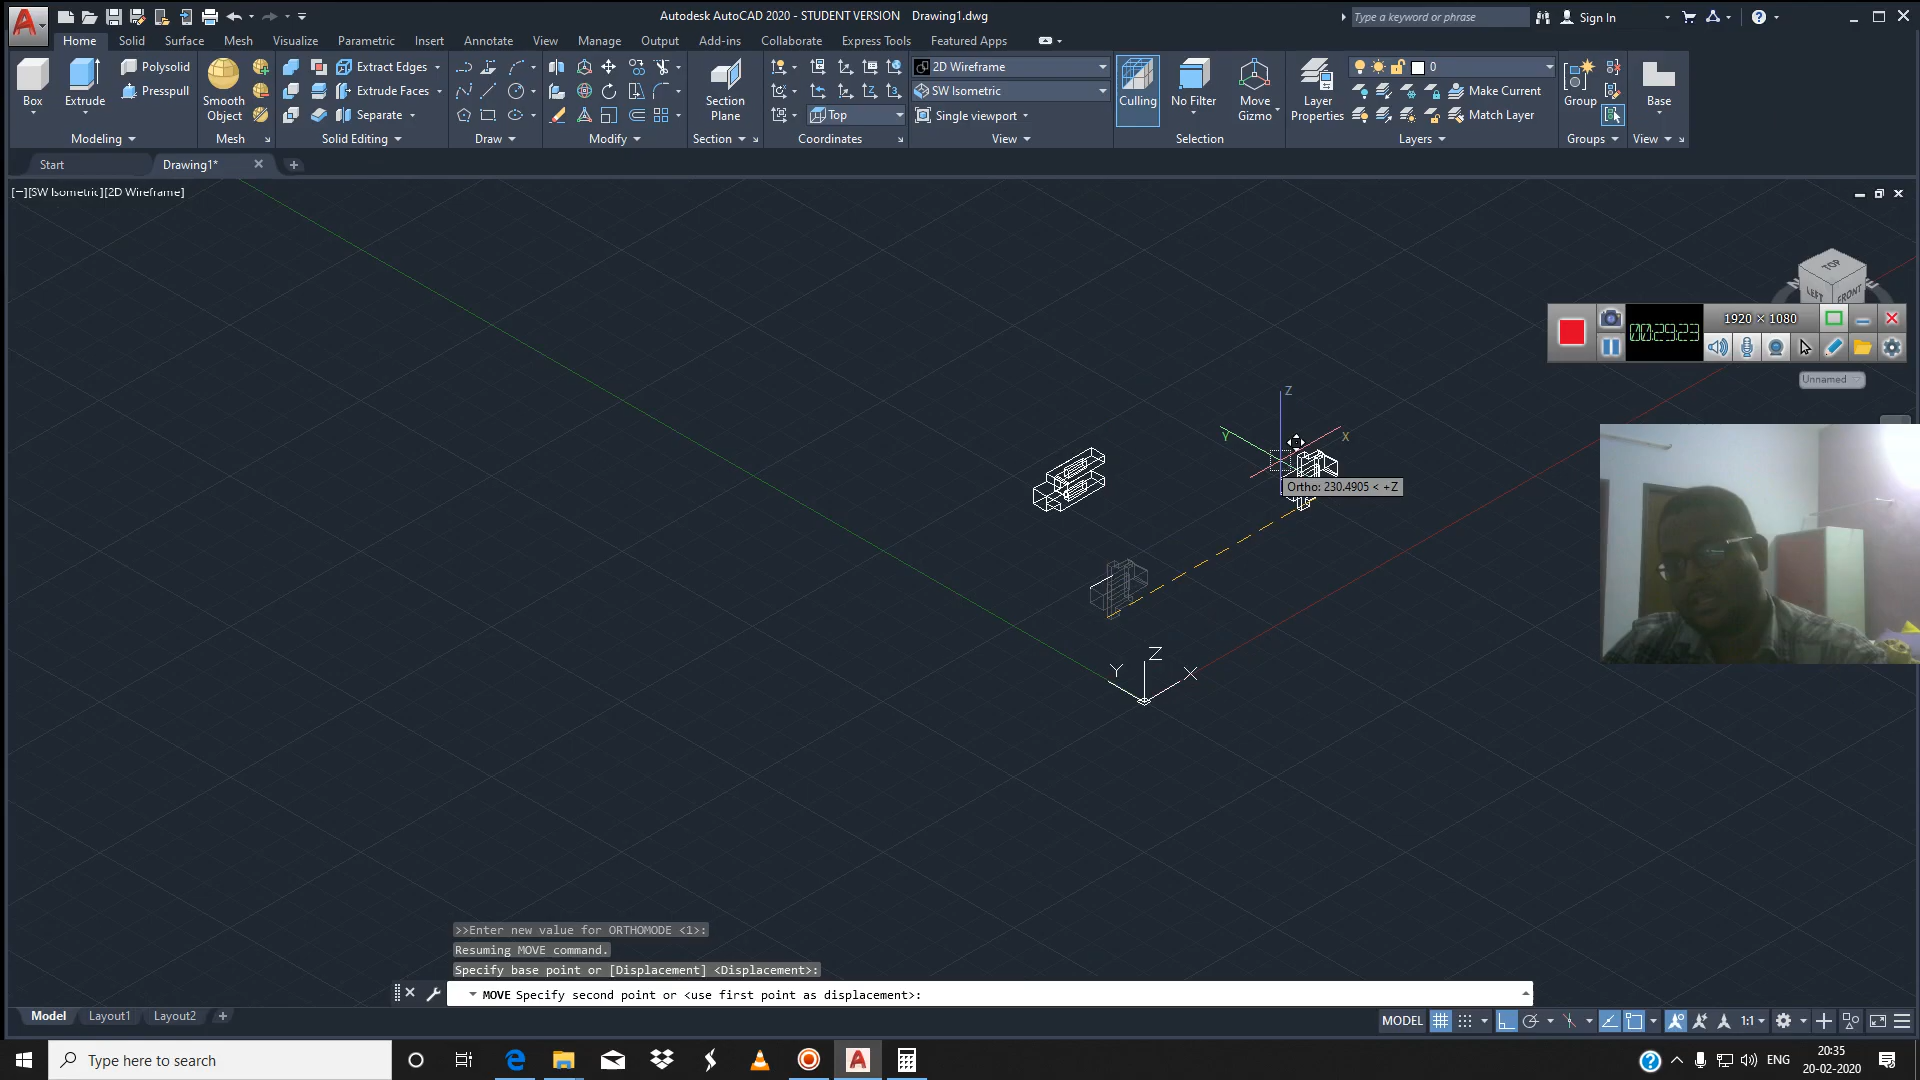 Autodesk AutoCAD 2020 - STUDENT VERSION Drawing1.dwg
Type a keyword or phrase
Sign In
Home Solid Surface Mesh Visualize Parametric Insert Annotate View Manage Output Add-ins Collaborate Express Tools Featured Apps
Box
Extrude
Polysolid
Presspull
Modeling
Smooth Object
Mesh
Extract Edges
Extrude Faces
Separate
Solid Editing
Draw
Modify
Section Plane
Section
Top
Coordinates
2D Wireframe
SW Isometric
Single viewport
View
Culling
No Filter
Move Gizmo
Selection
Layer Properties
0
Make Current
Match Layer
Layers
Group
Groups
Base
View
Start
Drawing1*
[−][SW Isometric][2D Wireframe]
TOP
LEFT
FRONT
00:29:23
1920 × 1080
Unnamed
Z
Y
X
Ortho: 230.4905 < +Z
Z
Y
X
>>Enter new value for ORTHOMODE <1>:
Resuming MOVE command.
Specify base point or [Displacement] <Displacement>:
MOVE Specify second point or <use first point as displacement>:
Model Layout1 Layout2
MODEL
1:1
Type here to search
ENG
20:35
20-02-2020